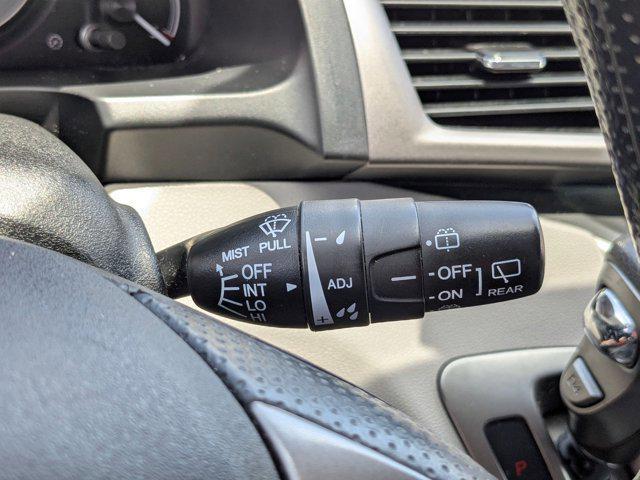 MIST
PULL
OFF
INT
LO
HI
- ADJ +
OFF
ON
REAR
P